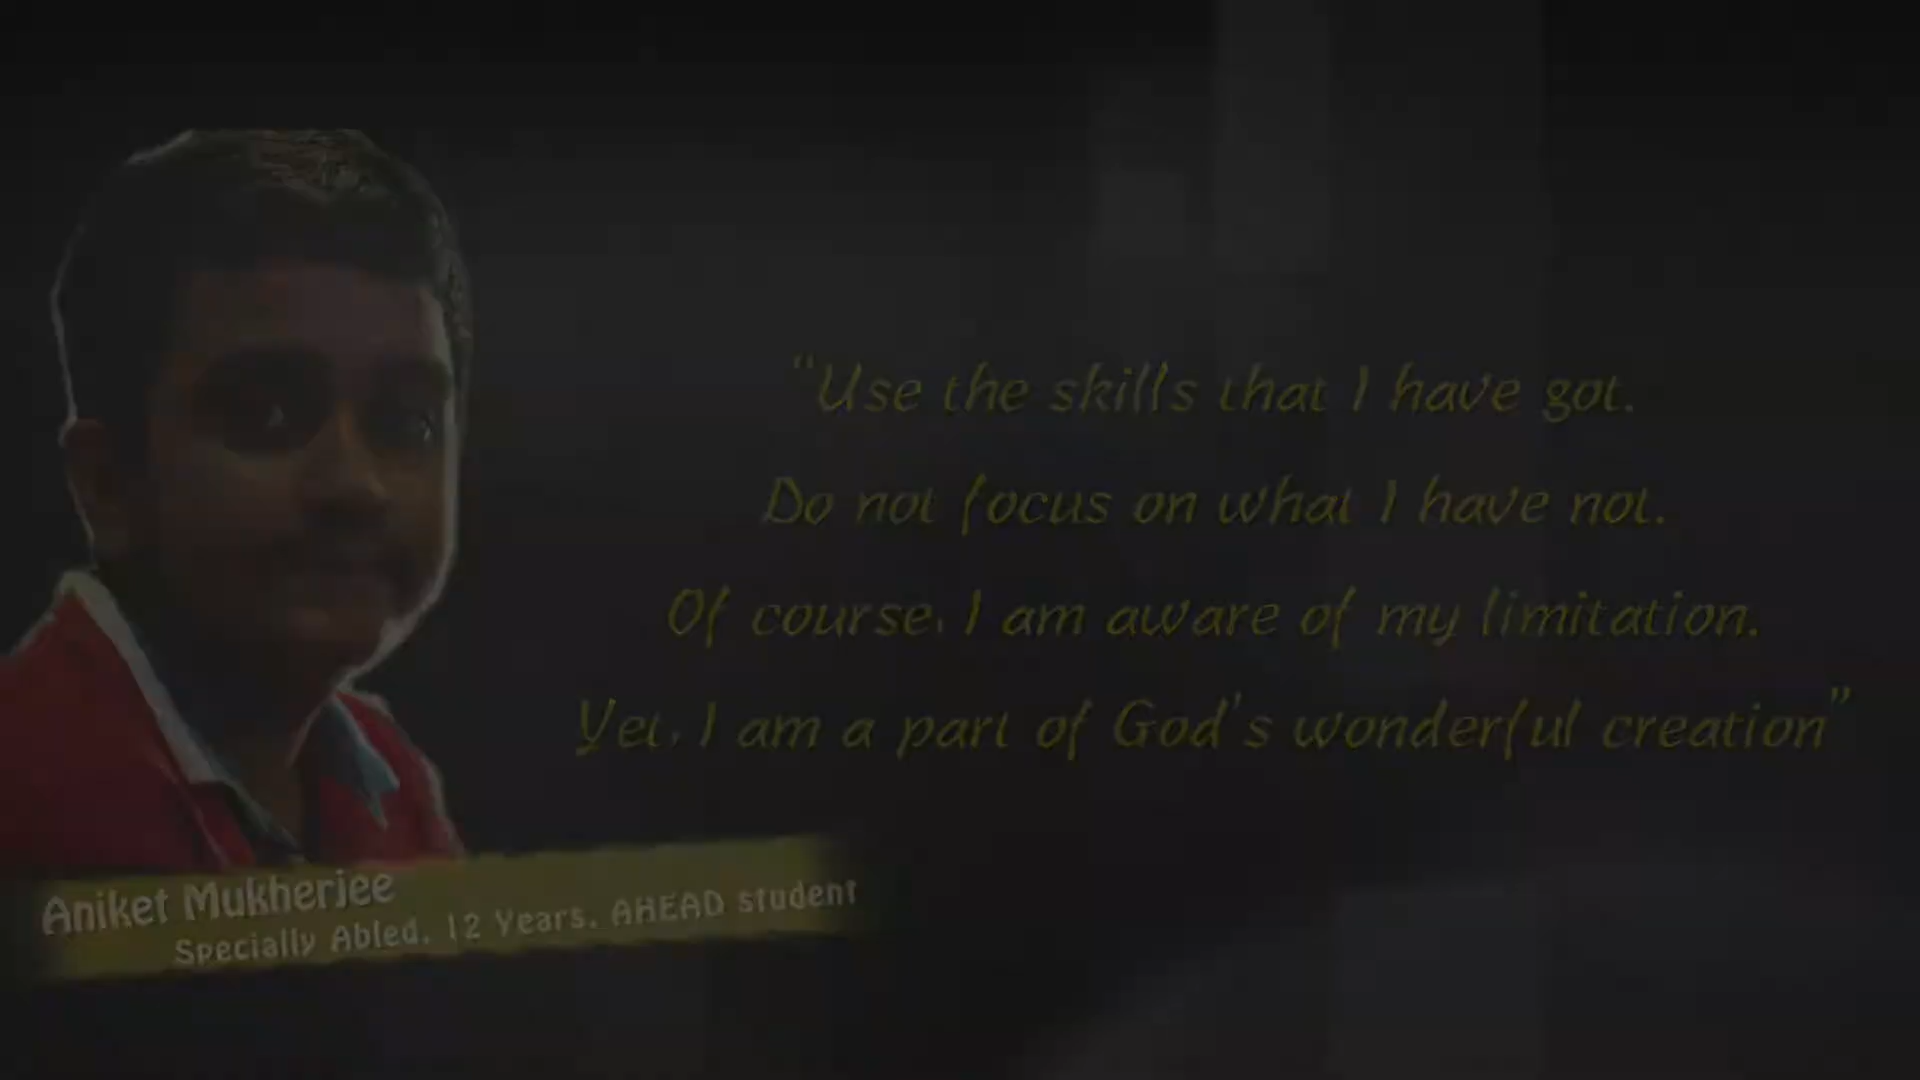 “Use the skills that I have got.
Do not focus on what I have not.
Of course, I am aware of my limitation.
Yet, I am a part of God's wonderful creation”
Aniket Mukherjee
Specially Abled, 12 Years, AHEAD student